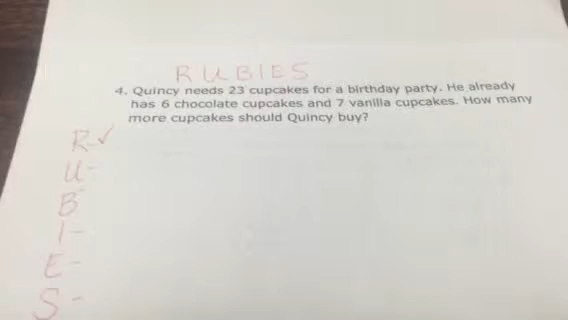 RUBIES
4. Quincy needs 23 cupcakes for a birthday party. He already
has 6 chocolate cupcakes and 7 vanilla cupcakes. How many
more cupcakes should Quincy buy?
R-✓
U-
B
I-
E-
S-